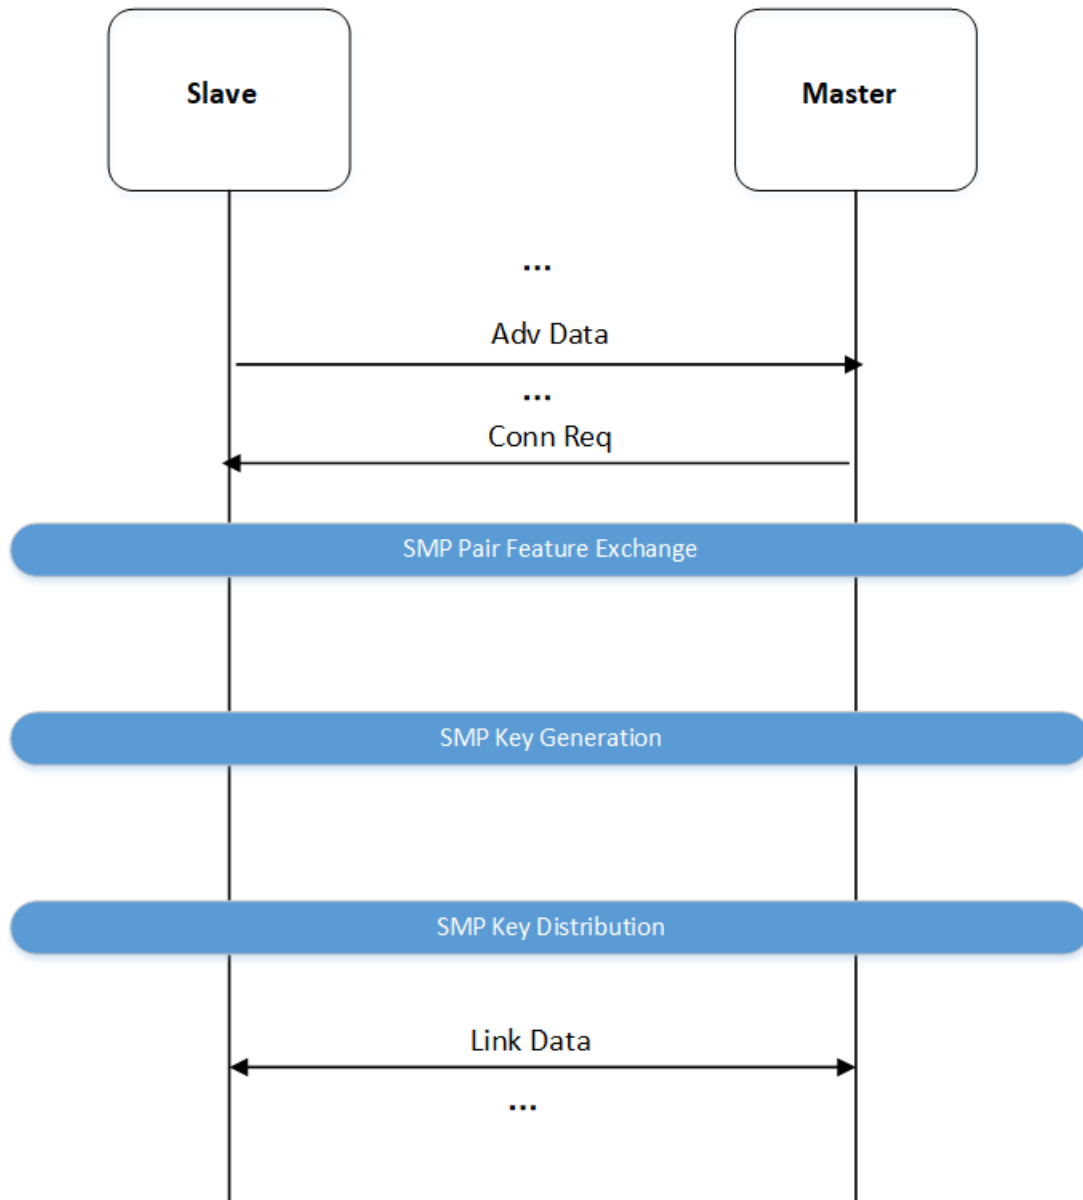 Slave
Master
...
Adv Data
...
Conn Req
SMP Pair Feature Exchange
SMP Key Generation
SMP Key Distribution
Link Data
...